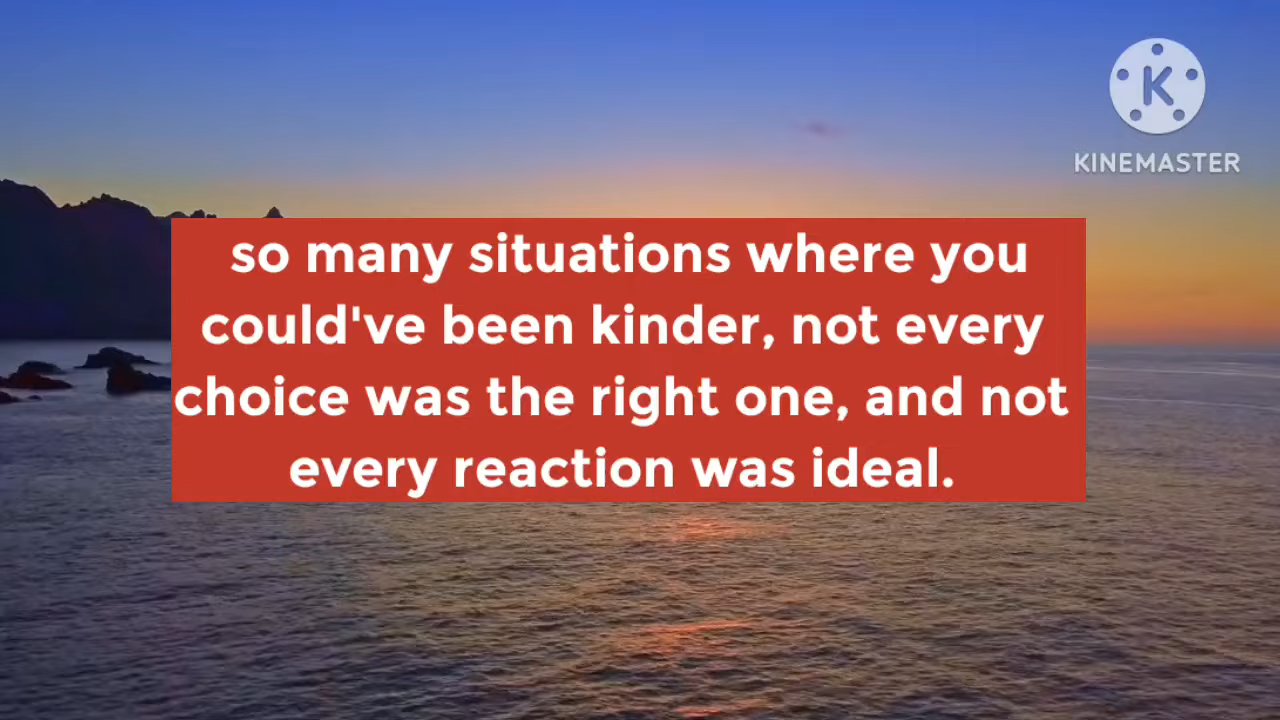 KINEMASTER
so many situations where you
could've been kinder, not every
choice was the right one, and not
every reaction was ideal.